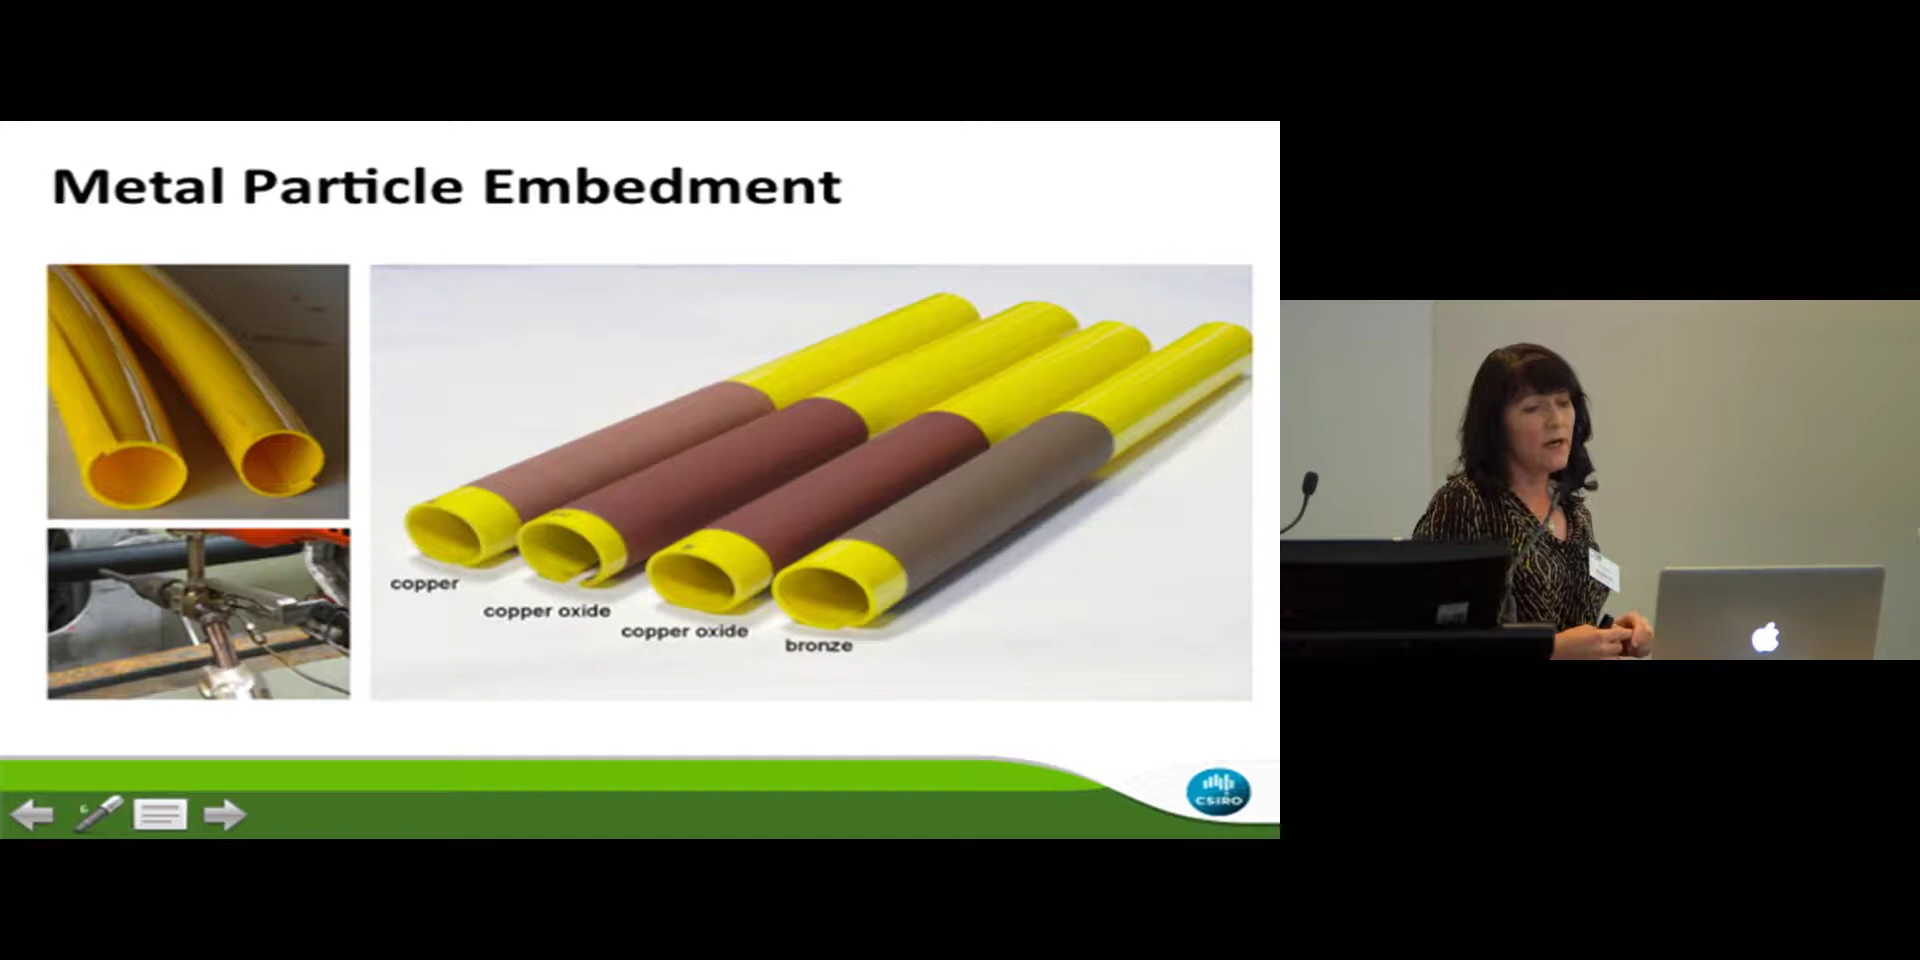 Metal Particle Embedment
copper
copper oxide
copper oxide
bronze
CSIRO